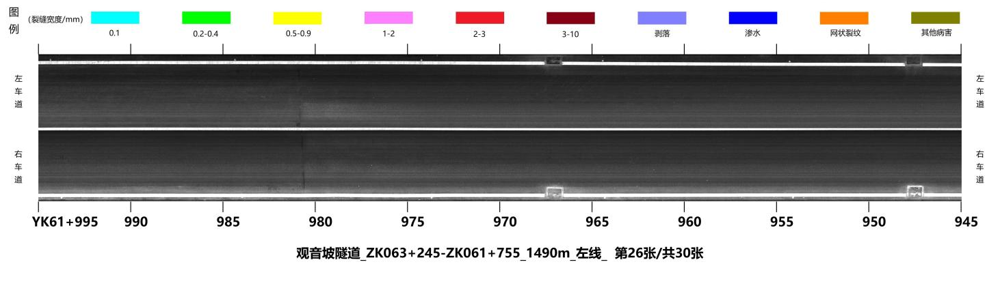 图例 (裂缝宽度/mm) 0.1 0.2-0.4 0.5-0.9 1-2 2-3 3-10 剥落 渗水 网状裂纹 其他病害
左车道 左车道
右车道 右车道
YK61+995 990 985 980 975 970 965 960 955 950 945
观音坡隧道_ZK063+245-ZK061+755_1490m_左线_ 第26张/共30张